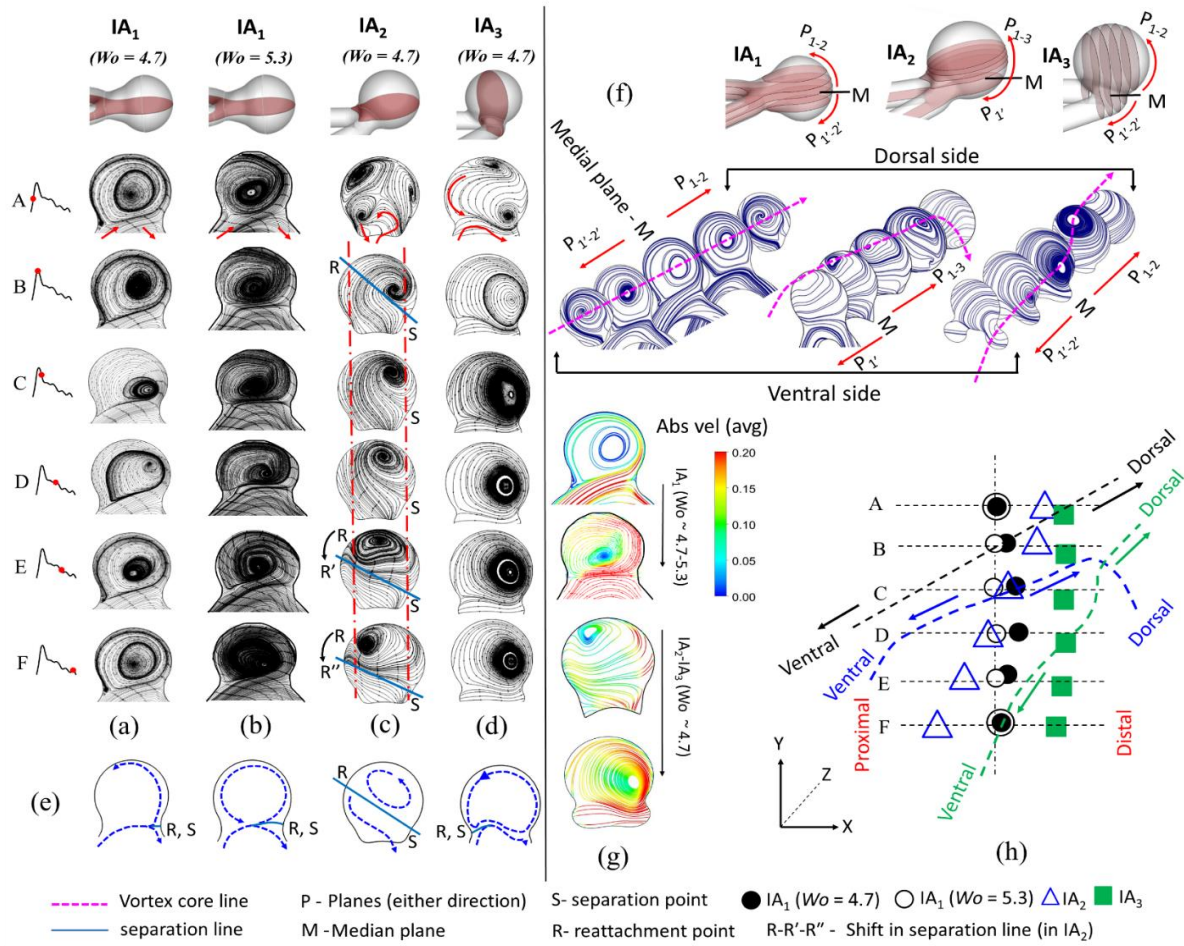 IA1 IA1 IA2 IA3
(Wo = 4.7) (Wo = 5.3) (Wo = 4.7) (Wo = 4.7)
A
B
R
S
C
S
D
S
E
R
R'
S
F
R
R''
S
(a) (b) (c) (d)
(e)
R, S
R, S
R
S
R, S
(f)
IA1
P1-2
M
P1'-2'
IA2
P1-3
M
P1'
IA3
P1-2
M
P1'-2'
Medial plane - M
Dorsal side
P1-2
P1'-2'
P1-3
M
P1'
P1-2
M
P1'-2'
Ventral side
Abs vel (avg)
0.20
0.15
0.10
0.05
0.00
IA1 (Wo ~ 4.7-5.3)
IA2-IA3 (Wo ~ 4.7)
(g)
A
B
C
D
E
F
Dorsal
Dorsal
Dorsal
Ventral
Ventral
Ventral
Proximal
Distal
Y
Z
X
(h)
Vortex core line
P - Planes (either direction)
S- separation point
IA1 (Wo = 4.7) IA1 (Wo = 5.3) IA2 IA3
separation line
M -Median plane
R- reattachment point
R-R'-R'' - Shift in separation line (in IA2)